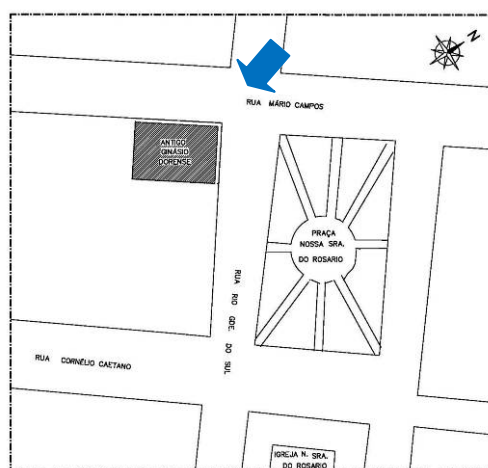 N
RUA MÁRIO CAMPOS
ANTIGO
GINÁSIO
DORENSE
PRAÇA
NOSSA SRA.
DO ROSARIO
RUA RIO GDE. DO SUL
RUA CORNÉLIO CAETANO
IGREJA N. SRA.
DO ROSARIO